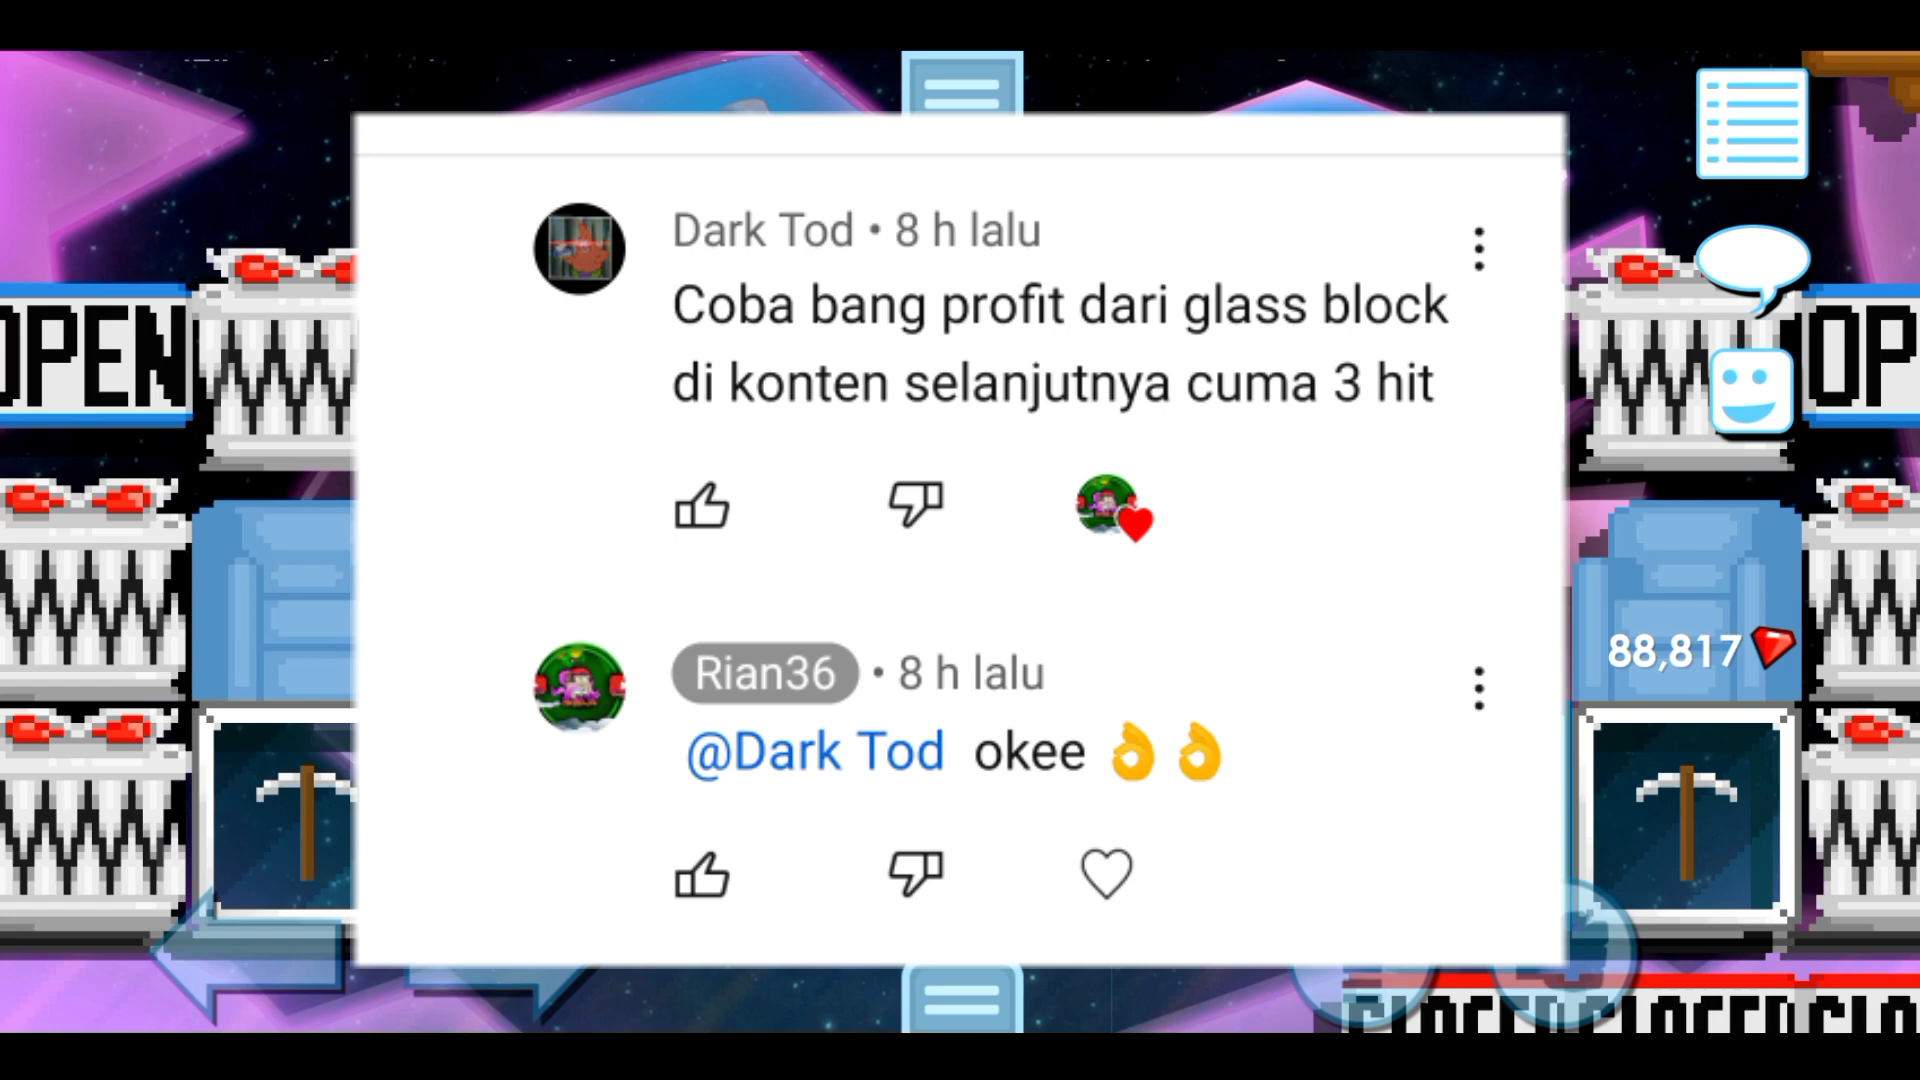 Dark Tod • 8 h lalu
Coba bang profit dari glass block
di konten selanjutnya cuma 3 hit
OPEN
OP
Rian36 • 8 h lalu
88,817
@Dark Tod okee 👌👌